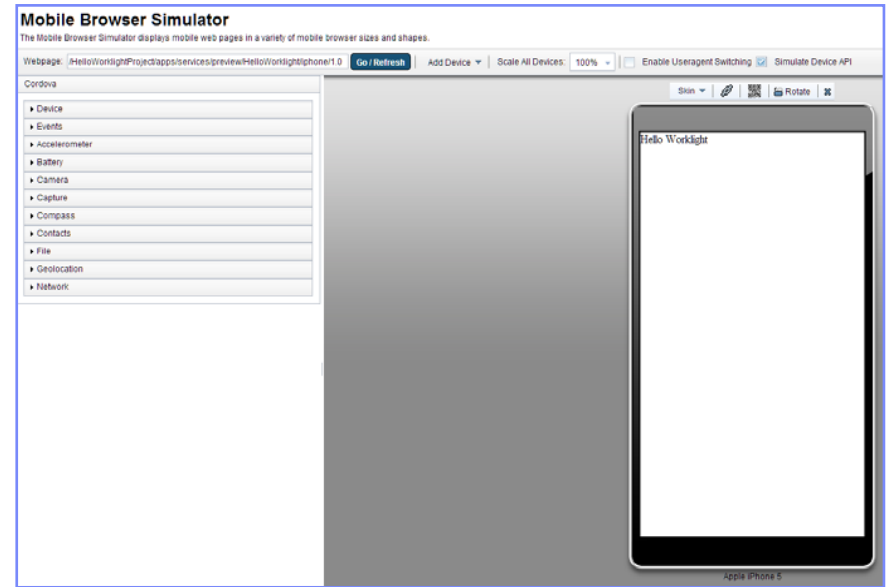 Mobile Browser Simulator
The Mobile Browser Simulator displays mobile web pages in a variety of mobile browser sizes and shapes.
Webpage: /HelloWorklightProject/apps/services/preview/HelloWorklight/iphone/1.0 Go / Refresh Add Device Scale All Devices: 100% Enable Useragent Switching Simulate Device API
Cordova
Skin Rotate
Device
Events
Accelerometer
Battery
Camera
Capture
Compass
Contacts
File
Geolocation
Network
Hello Worklight
Apple iPhone 5